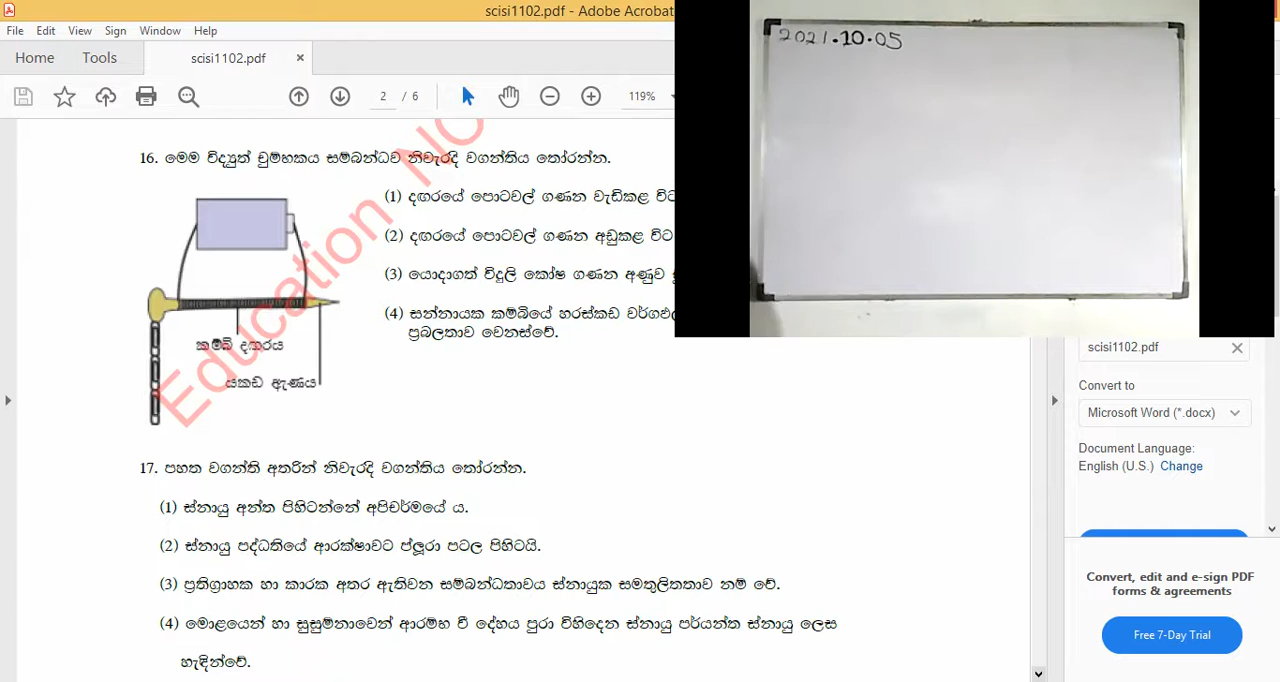 scisi1102.pdf - Adobe Acrobat
File Edit View Sign Window Help
Home Tools scisi1102.pdf ×
2 / 6 119%
2021.10.05
16. මෙම විද්‍යුත් චුම්භකය සම්බන්ධව නිවැරදි වගන්තිය තෝරන්න.
(1) දඟරයේ පොටවල් ගණන වැඩිකළ විට
(2) දඟරයේ පොටවල් ගණන අඩුකළ විට
(3) යොදාගත් විදුලි කෝෂ ගණන අණුව
(4) සන්නායක කම්බියේ හරස්කඩ
ප්‍රබලතාව වෙනස්වේ.
කම්බි දඟරය
යකඩ ඇණය
Education NO
17. පහත වගන්ති අතරින් නිවැරදි වගන්තිය තෝරන්න.
(1) ස්නායු අන්ත පිහිටන්නේ අපිචර්මයේ ය.
(2) ස්නායු පද්ධතියේ ආරක්ෂාවට ප්ලූරා පටල පිහිටයි.
(3) ප්‍රතිග්‍රාහක හා කාරක අතර ඇතිවන සම්බන්ධතාවය ස්නායුක සමතුලිතතාව නම් වේ.
(4) මොළයෙන් හා සුසුම්නාවෙන් ආරම්භ වී දේහය පුරා විහිදෙන ස්නායු පර්යන්ත ස්නායු ලෙස
හැඳින්වේ.
scisi1102.pdf ×
Convert to
Microsoft Word (*.docx)
Document Language:
English (U.S.) Change
Convert, edit and e-sign PDF
forms & agreements
Free 7-Day Trial